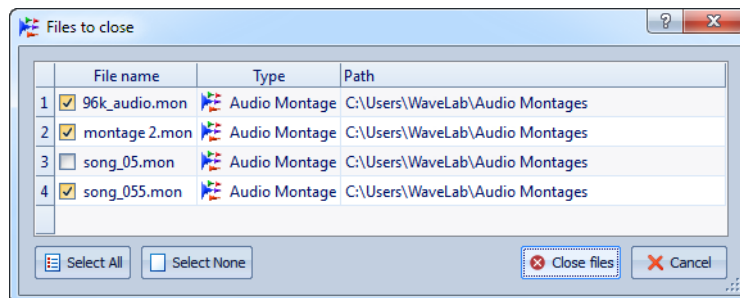 Files to close
File name Type Path
1 96k_audio.mon Audio Montage C:\Users\WaveLab\Audio Montages
2 montage 2.mon Audio Montage C:\Users\WaveLab\Audio Montages
3 song_05.mon Audio Montage C:\Users\WaveLab\Audio Montages
4 song_055.mon Audio Montage C:\Users\WaveLab\Audio Montages
Select All Select None Close files Cancel